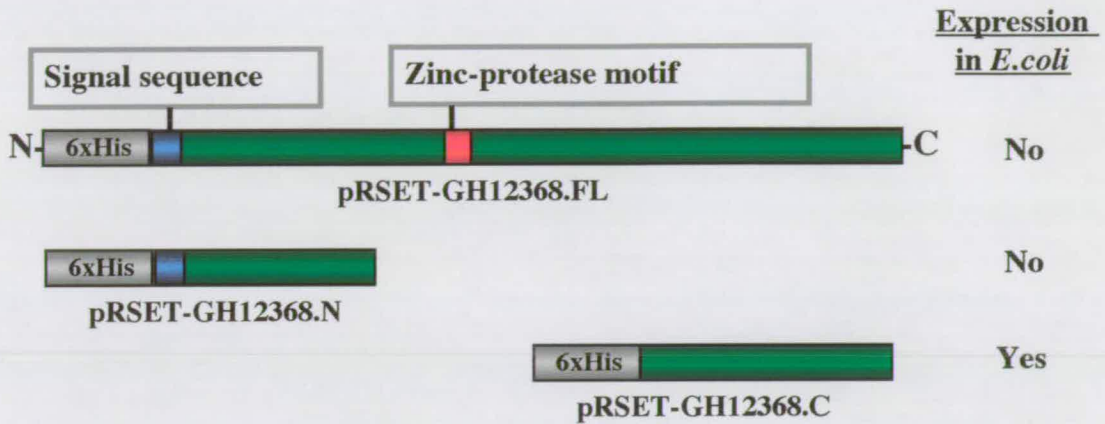 Expression
in E.coli
Signal sequence
Zinc-protease motif
N- 6xHis -C No
pRSET-GH12368.FL
6xHis No
pRSET-GH12368.N
6xHis Yes
pRSET-GH12368.C